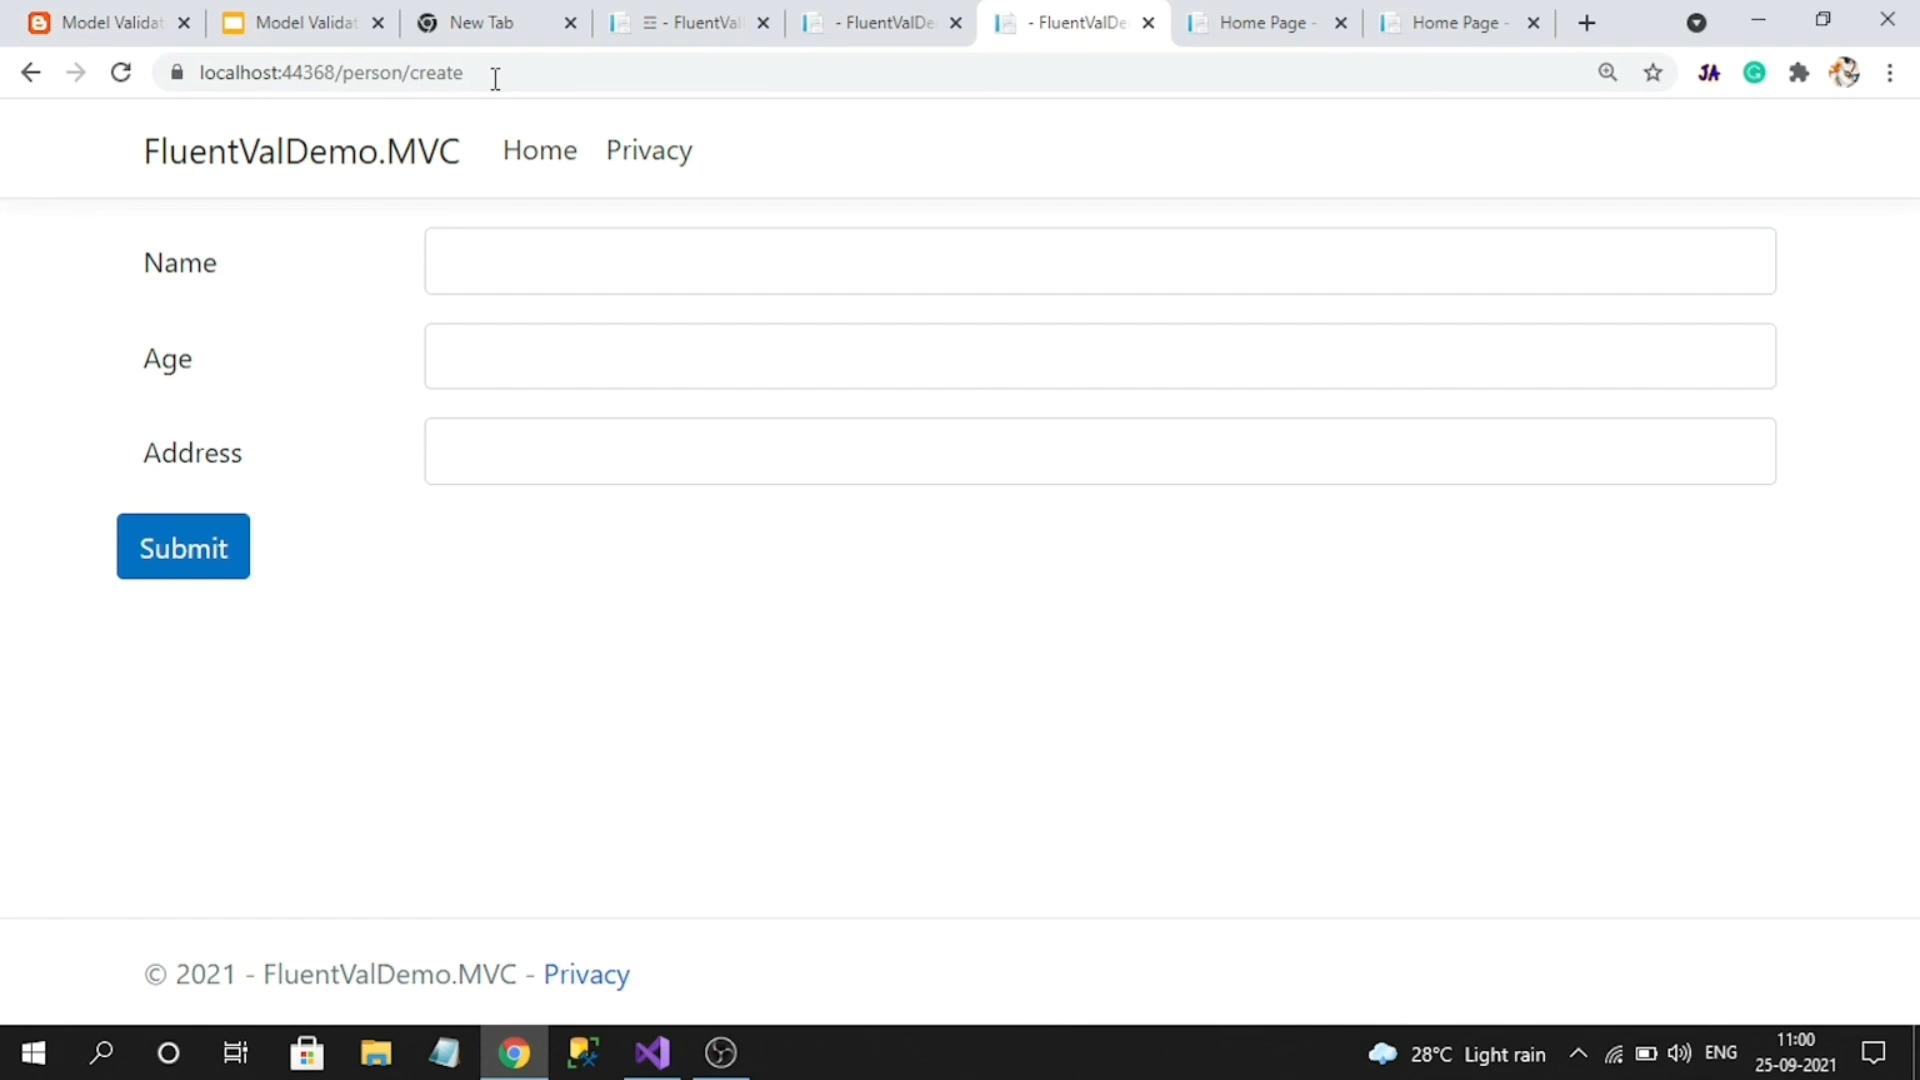 Model Validat
Model Validat
New Tab
- FluentVal
- FluentValDe
- FluentValDe
Home Page -
Home Page -
localhost:44368/person/create
JA
G
FluentValDemo.MVC
Home
Privacy
Name
Age
Address
Submit
© 2021 - FluentValDemo.MVC - Privacy
28°C Light rain
ENG
11:00
25-09-2021